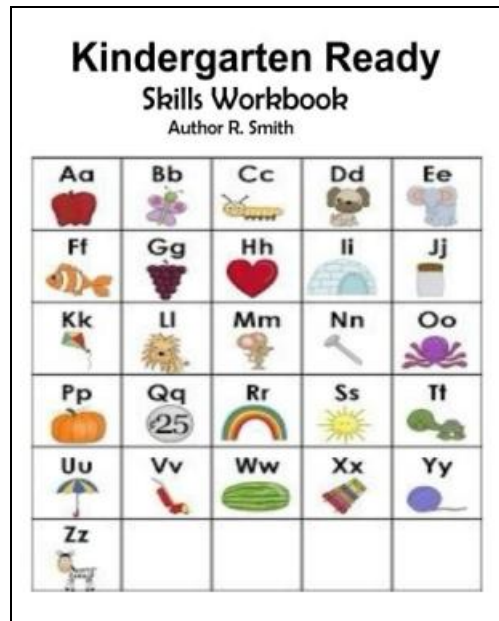 Kindergarten Ready
Skills Workbook
Author R. Smith
Aa Bb Cc Dd Ee
Ff Gg Hh Ii Jj
Kk Ll Mm Nn Oo
Pp Qq Rr Ss Tt
25
Uu Vv Ww Xx Yy
Zz